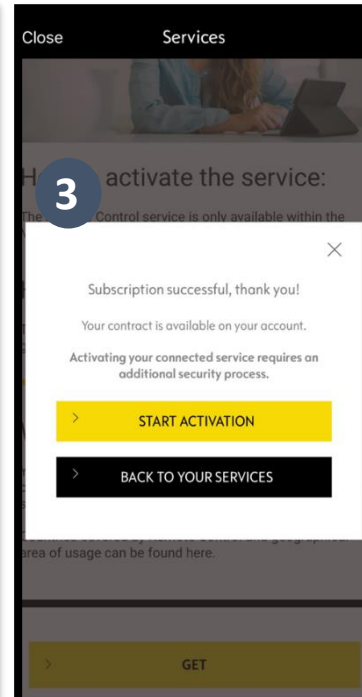 Close Services
3
activate the service:
The Control service is only available within the
×
Subscription successful, thank you!
Your contract is available on your account.
Activating your connected service requires an
additional security process.
> START ACTIVATION
> BACK TO YOUR SERVICES
area of usage can be found here.
> GET